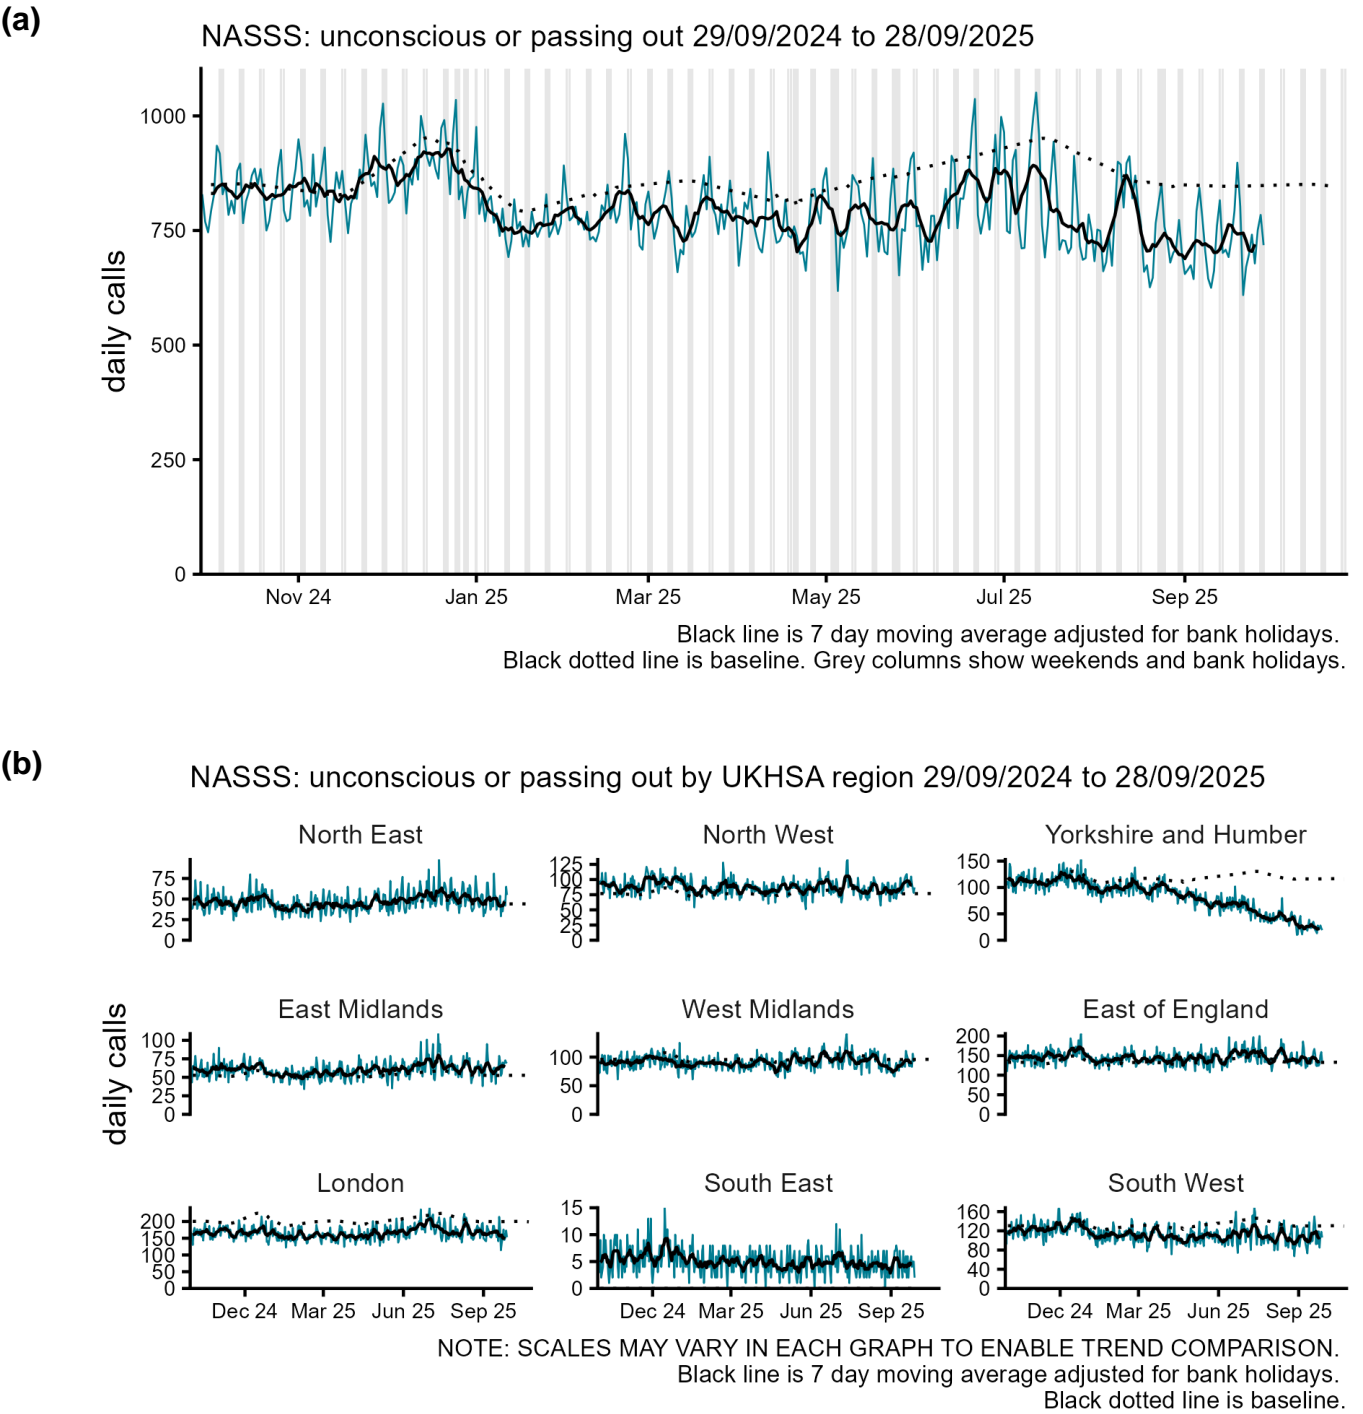 (a)
NASSS: unconscious or passing out 29/09/2024 to 28/09/2025
daily calls
1000
750
500
250
0
Nov 24 Jan 25 Mar 25 May 25 Jul 25 Sep 25
Black line is 7 day moving average adjusted for bank holidays.
Black dotted line is baseline. Grey columns show weekends and bank holidays.
(b)
NASSS: unconscious or passing out by UKHSA region 29/09/2024 to 28/09/2025
daily calls
North East
75
50
25
0
North West
125
100
75
50
25
0
Yorkshire and Humber
150
100
50
0
East Midlands
100
75
50
25
0
West Midlands
100
50
0
East of England
200
150
100
50
0
London
200
150
100
50
0
Dec 24 Mar 25 Jun 25 Sep 25
South East
15
10
5
0
Dec 24 Mar 25 Jun 25 Sep 25
South West
160
120
80
40
0
Dec 24 Mar 25 Jun 25 Sep 25
NOTE: SCALES MAY VARY IN EACH GRAPH TO ENABLE TREND COMPARISON.
Black line is 7 day moving average adjusted for bank holidays.
Black dotted line is baseline.